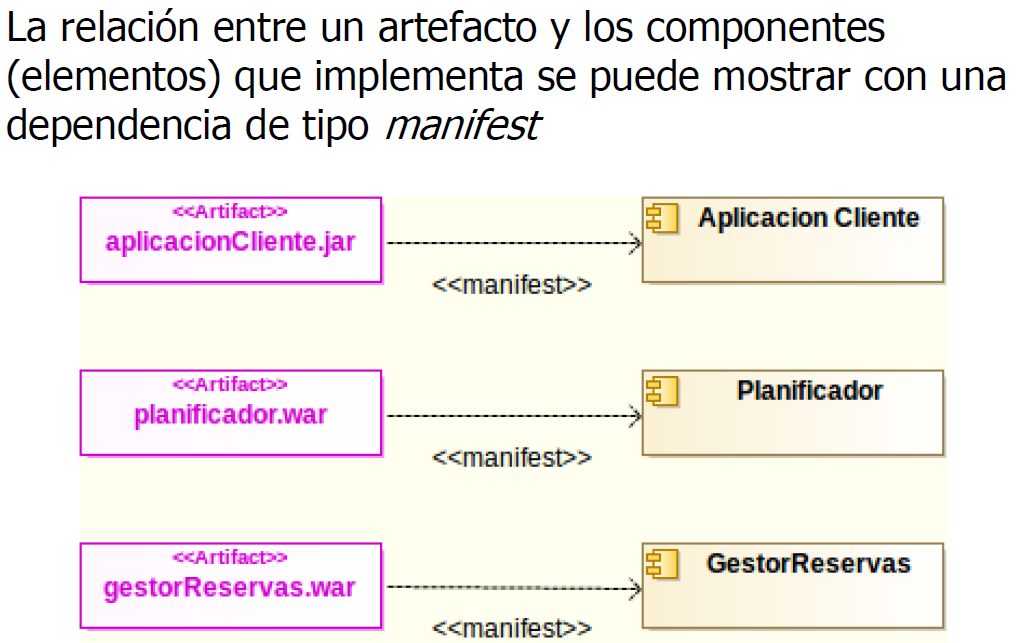 La relación entre un artefacto y los componentes
(elementos) que implementa se puede mostrar con una
dependencia de tipo manifest
<<Artifact>>
aplicacionCliente.jar
<<manifest>>
Aplicacion Cliente
<<Artifact>>
planificador.war
<<manifest>>
Planificador
<<Artifact>>
gestorReservas.war
<<manifest>>
GestorReservas